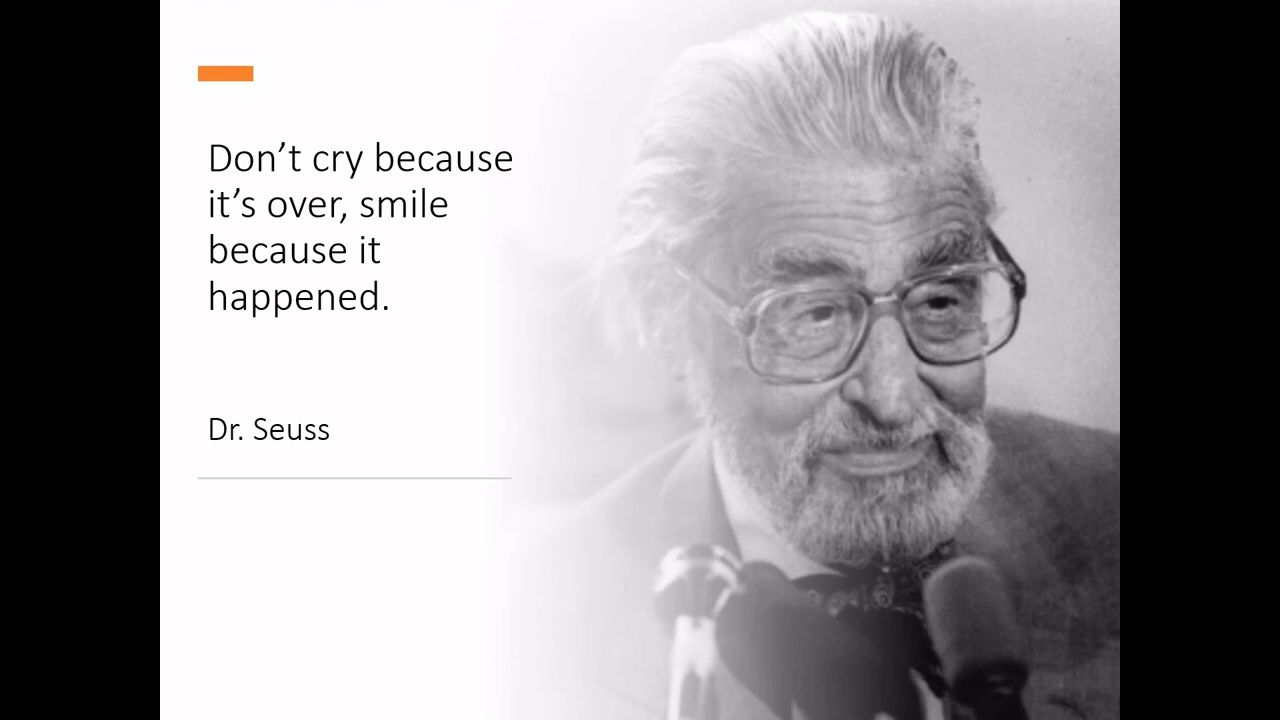 Don’t cry because
it’s over, smile
because it
happened.
Dr. Seuss